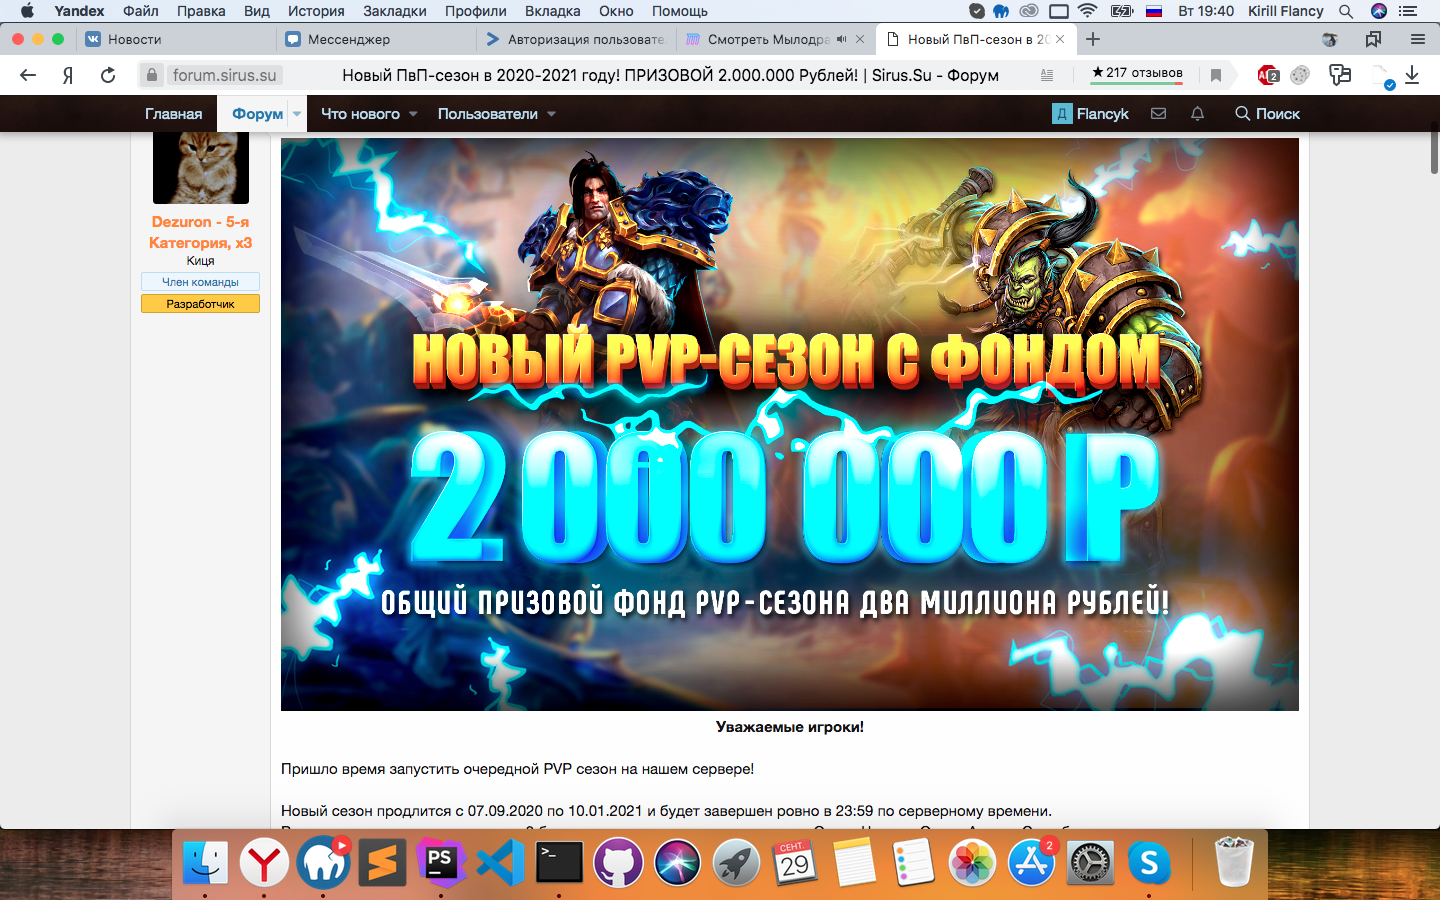 Yandex Файл Правка Вид История Закладки Профили Вкладка Окно Помощь Вт 19:40 Kirill Flancy
Новости
Мессенджер
Авторизация пользовате
Смотреть Мылодра
Новый ПвП-сезон в 20
Я forum.sirus.su Новый ПвП-сезон в 2020-2021 году! ПРИЗОВОЙ 2.000.000 Рублей! | Sirus.Su - Форум ★217 отзывов 2
Главная Форум Что нового Пользователи Д Flancyk Поиск
Dezuron - 5-я
Категория, x3
Киця
Член команды
Разработчик
НОВЫЙ PVP-СЕЗОН С ФОНДОМ
2 000 000 Р
ОБЩИЙ ПРИЗОВОЙ ФОНД PVP-СЕЗОНА ДВА МИЛЛИОНА РУБЛЕЙ!
Уважаемые игроки!
Пришло время запустить очередной PVP сезон на нашем сервере!
Новый сезон продлится с 07.09.2020 по 10.01.2021 и будет завершен ровно в 23:59 по серверному времени.
PS
СЕНТ.
29
2